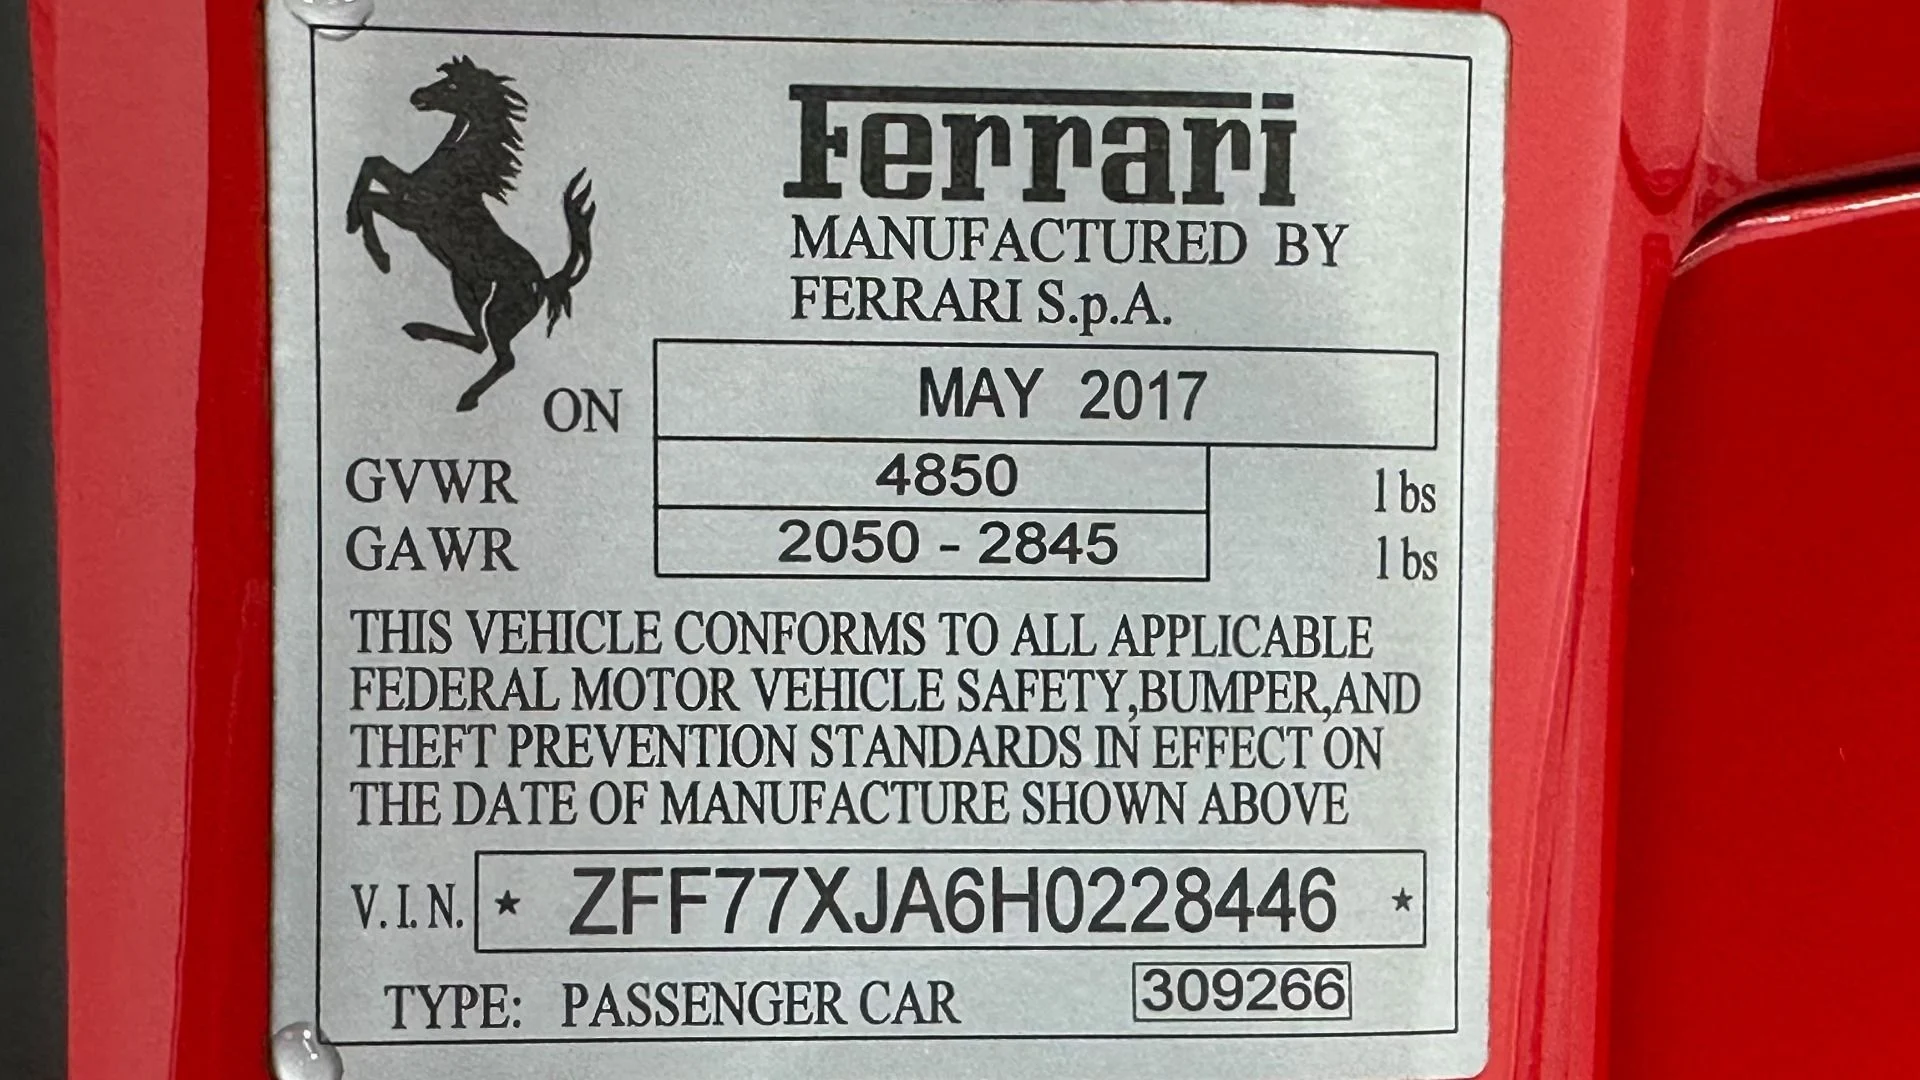 Ferrari
MANUFACTURED BY
FERRARI S.p.A.
ON MAY 2017
GVWR 4850 lbs
GAWR 2050 - 2845 lbs
THIS VEHICLE CONFORMS TO ALL APPLICABLE
FEDERAL MOTOR VEHICLE SAFETY,BUMPER,AND
THEFT PREVENTION STANDARDS IN EFFECT ON
THE DATE OF MANUFACTURE SHOWN ABOVE
V.I.N. * ZFF77XJA6H0228446 *
TYPE: PASSENGER CAR 309266